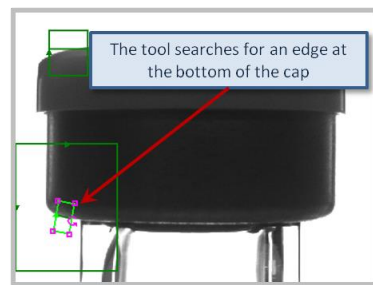 The tool searches for an edge at
the bottom of the cap